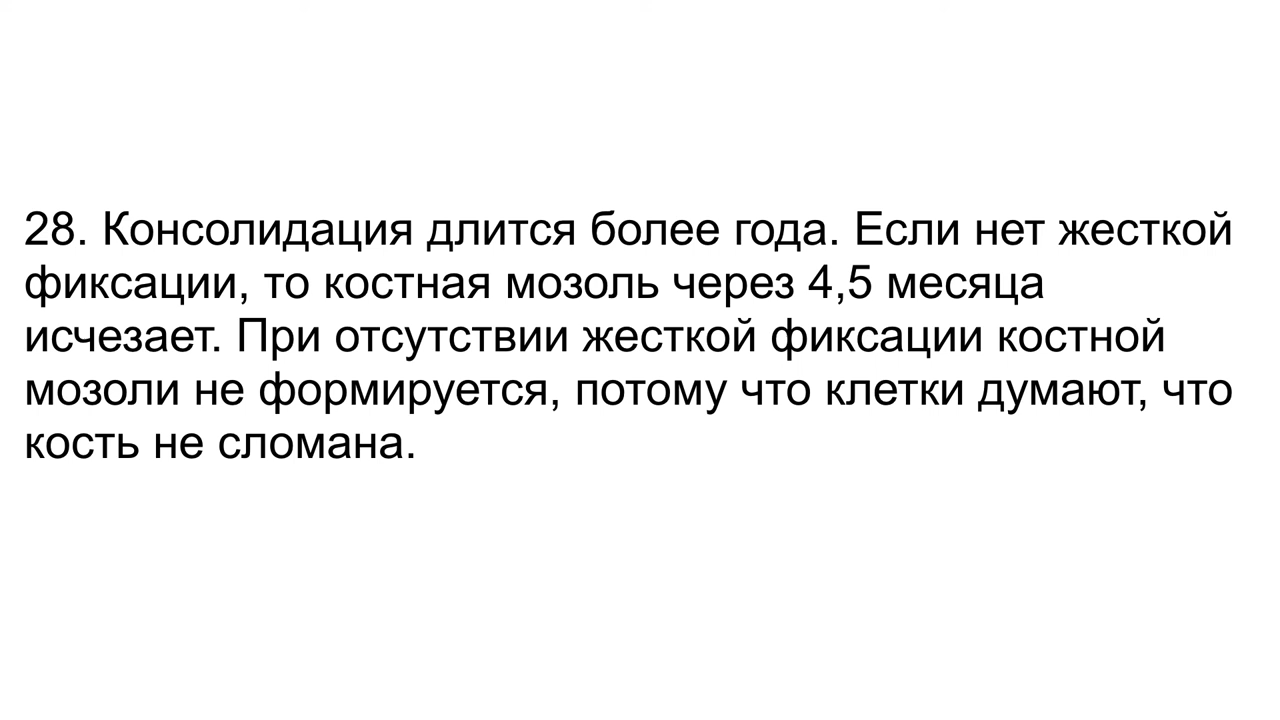 28. Консолидация длится более года. Если нет жесткой
фиксации, то костная мозоль через 4,5 месяца
исчезает. При отсутствии жесткой фиксации костной
мозоли не формируется, потому что клетки думают, что
кость не сломана.